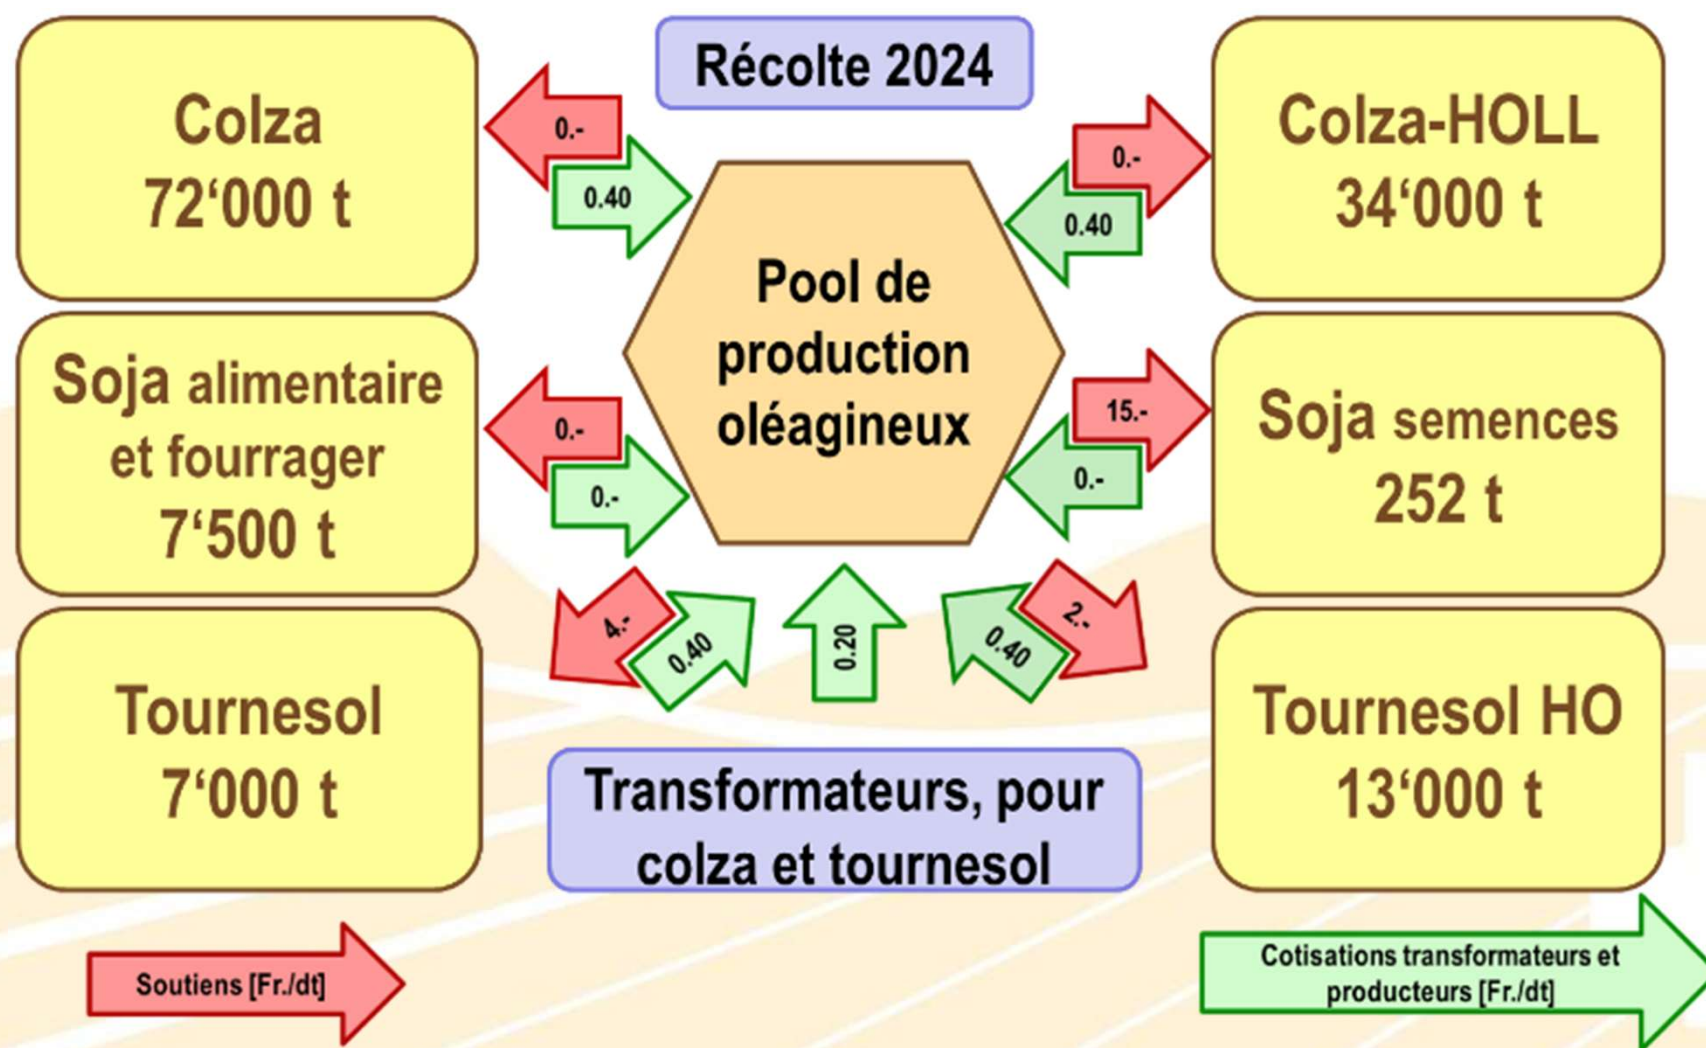 Récolte 2024
Colza
72‘000 t
0.-
0.40
Colza-HOLL
34‘000 t
0.-
0.40
Pool de
production
oléagineux
Soja alimentaire
et fourrager
7‘500 t
0.-
0.-
Soja semences
252 t
15.-
0.-
Tournesol
7‘000 t
4.-
0.40
0.20
0.40
2.-
Tournesol HO
13‘000 t
Transformateurs, pour
colza et tournesol
Soutiens [Fr./dt]
Cotisations transformateurs et
producteurs [Fr./dt]